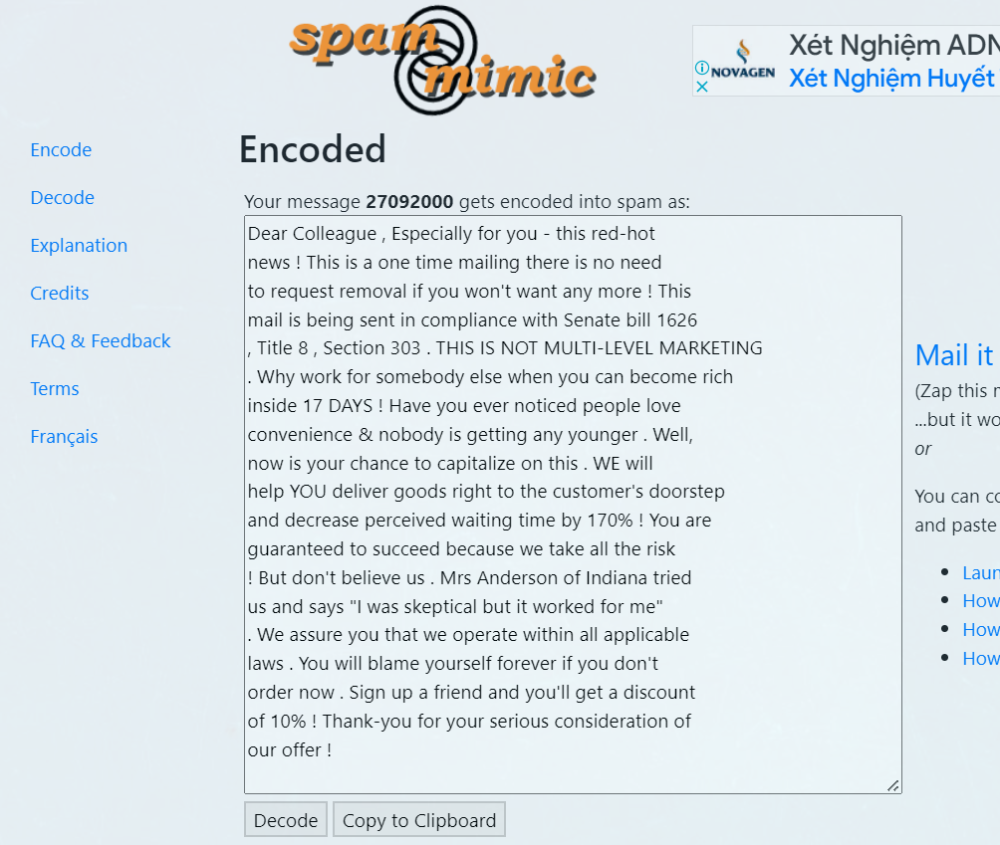 spam
mimic
Xét Nghiệm ADN
NOVAGEN
Xét Nghiệm Huyết
Encode
Decode
Explanation
Credits
FAQ & Feedback
Terms
Français
Encoded
Your message 27092000 gets encoded into spam as:
Dear Colleague , Especially for you - this red-hot
news ! This is a one time mailing there is no need
to request removal if you won't want any more ! This
mail is being sent in compliance with Senate bill 1626
, Title 8 , Section 303 . THIS IS NOT MULTI-LEVEL MARKETING
. Why work for somebody else when you can become rich
inside 17 DAYS ! Have you ever noticed people love
convenience & nobody is getting any younger . Well,
now is your chance to capitalize on this . WE will
help YOU deliver goods right to the customer's doorstep
and decrease perceived waiting time by 170% ! You are
guaranteed to succeed because we take all the risk
! But don't believe us . Mrs Anderson of Indiana tried
us and says "I was skeptical but it worked for me"
. We assure you that we operate within all applicable
laws . You will blame yourself forever if you don't
order now . Sign up a friend and you'll get a discount
of 10% ! Thank-you for your serious consideration of
our offer !
Decode
Copy to Clipboard
Mail it
(Zap this
...but it wo
or
You can co
and paste
Laun
How
How
How